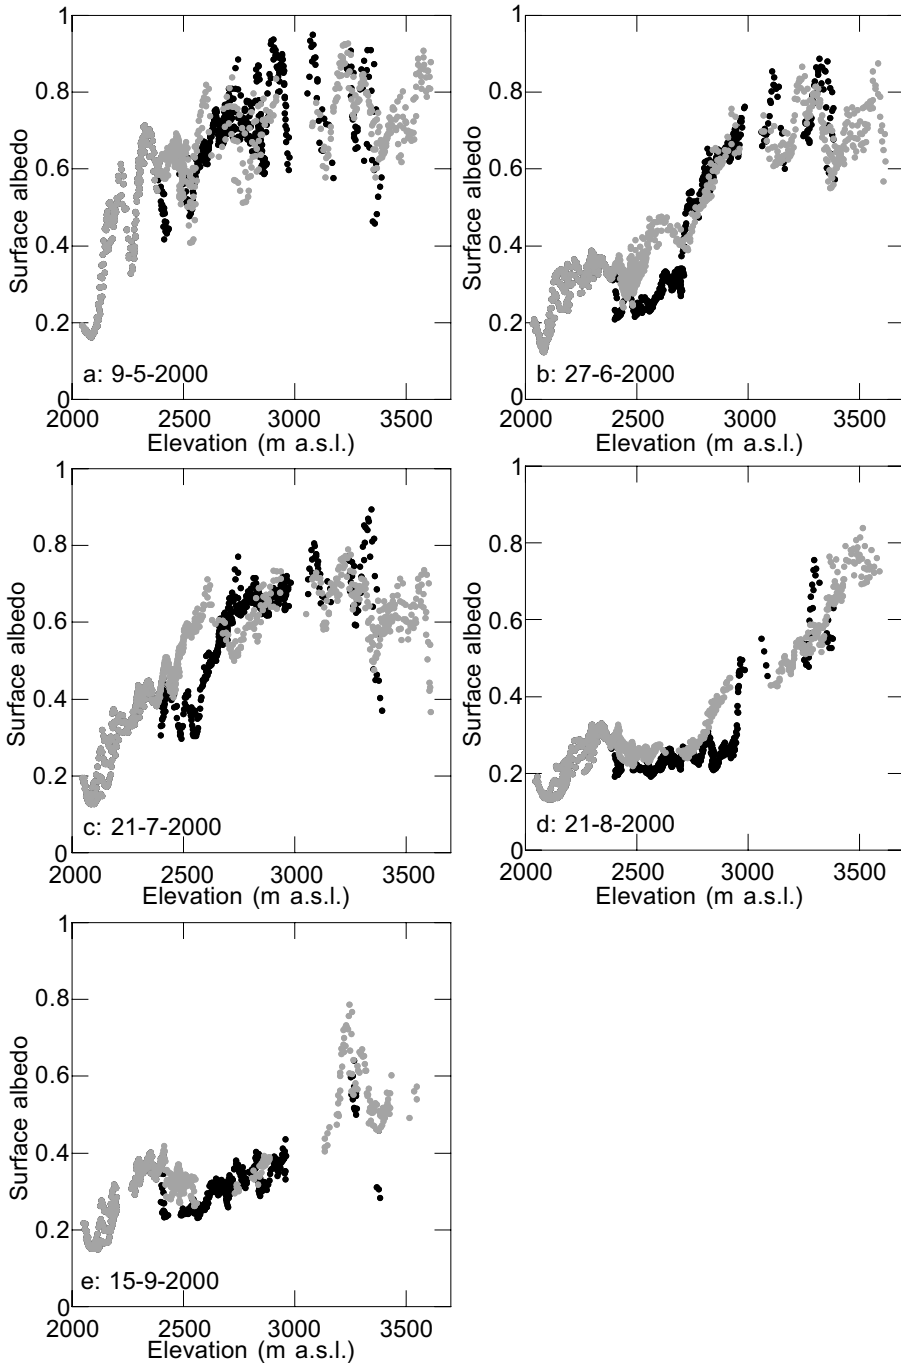 1
0.8
0.6
0.4
0.2
0
Surface albedo
a: 9-5-2000
2000 2500 3000 3500
Elevation (m a.s.l.)
1
0.8
0.6
0.4
0.2
0
Surface albedo
b: 27-6-2000
2000 2500 3000 3500
Elevation (m a.s.l.)
1
0.8
0.6
0.4
0.2
0
Surface albedo
c: 21-7-2000
2000 2500 3000 3500
Elevation (m a.s.l.)
1
0.8
0.6
0.4
0.2
0
Surface albedo
d: 21-8-2000
2000 2500 3000 3500
Elevation (m a.s.l.)
1
0.8
0.6
0.4
0.2
0
Surface albedo
e: 15-9-2000
2000 2500 3000 3500
Elevation (m a.s.l.)